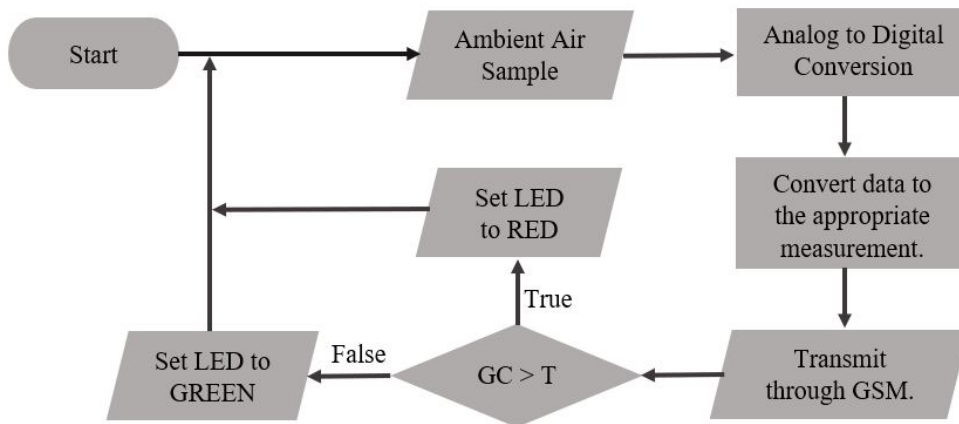 Start
Ambient Air
Sample
Analog to Digital
Conversion
Convert data to
the appropriate
measurement.
Transmit
through GSM.
GC > T
True
Set LED
to RED
False
Set LED to
GREEN